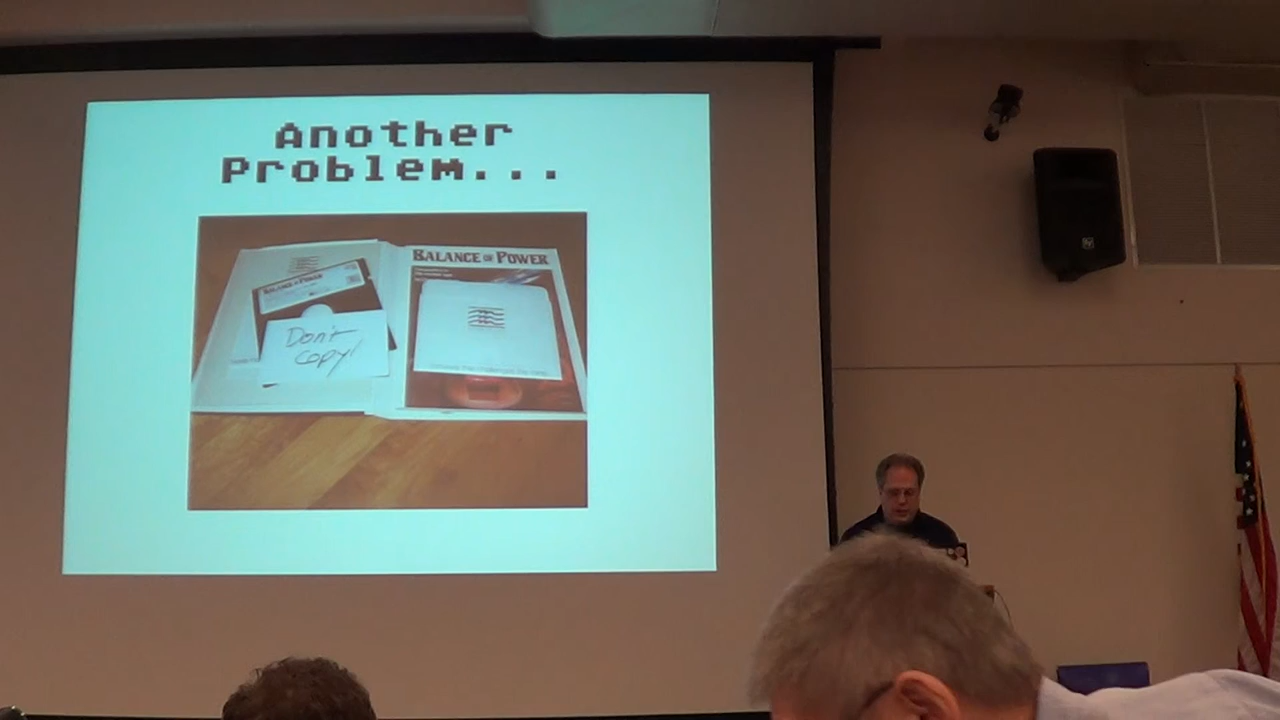 Another
Problem...
BALANCE OF POWER
BALANCE OF POWER
Don't
copy!